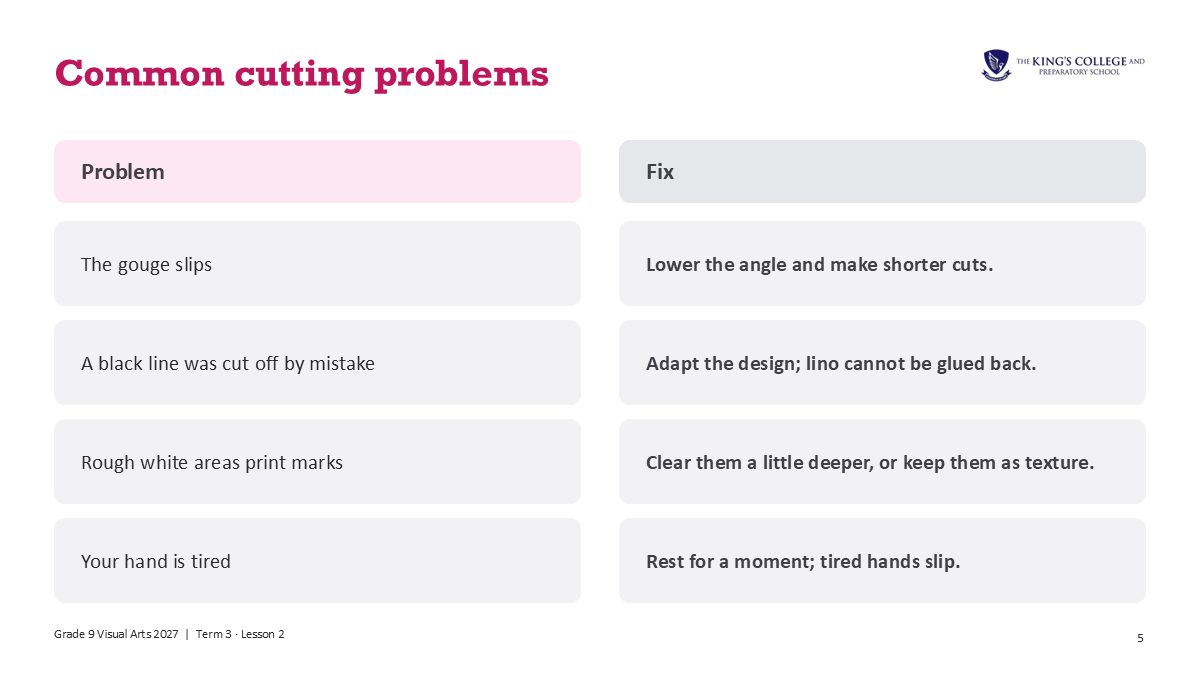 Common cutting problems
THE KING'S COLLEGE AND
PREPARATORY SCHOOL
Problem
Fix
The gouge slips
Lower the angle and make shorter cuts.
A black line was cut off by mistake
Adapt the design; lino cannot be glued back.
Rough white areas print marks
Clear them a little deeper, or keep them as texture.
Your hand is tired
Rest for a moment; tired hands slip.
Grade 9 Visual Arts 2027 | Term 3 · Lesson 2
5